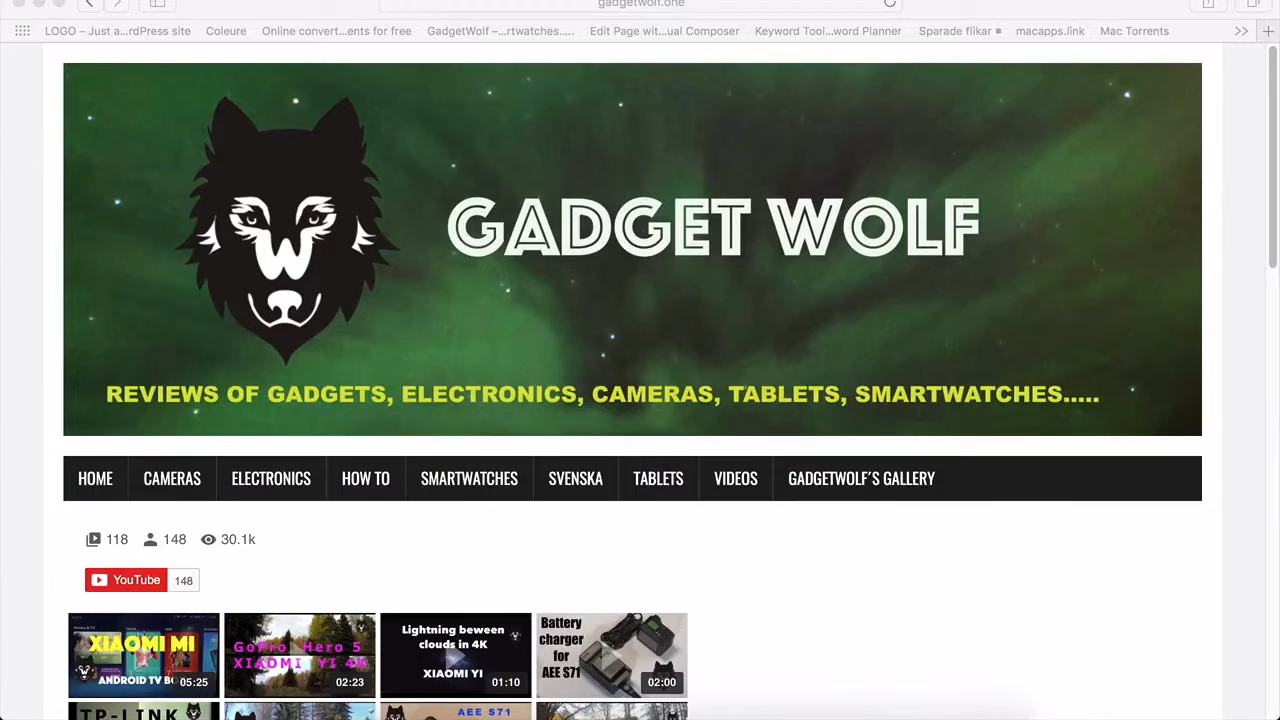 gadgetwolf.one
LOGO – Just a...rdPress site Coleure Online convert...ents for free GadgetWolf –...rtwatches..... Edit Page wit...ual Composer Keyword Tool...word Planner Sparade flikar macapps.link Mac Torrents
GADGET WOLF
REVIEWS OF GADGETS, ELECTRONICS, CAMERAS, TABLETS, SMARTWATCHES.....
HOME CAMERAS ELECTRONICS HOW TO SMARTWATCHES SVENSKA TABLETS VIDEOS GADGETWOLF´S GALLERY
118 148 30.1k
YouTube 148
XIAOMI MI
ANDROID TV BO
05:25
GoPro Hero 5
XIAOMI YI 4K
02:23
Lightning beween
clouds in 4K
XIAOMI YI
01:10
Battery
charger
for
AEE S71
02:00
TP-LINK
AEE S71